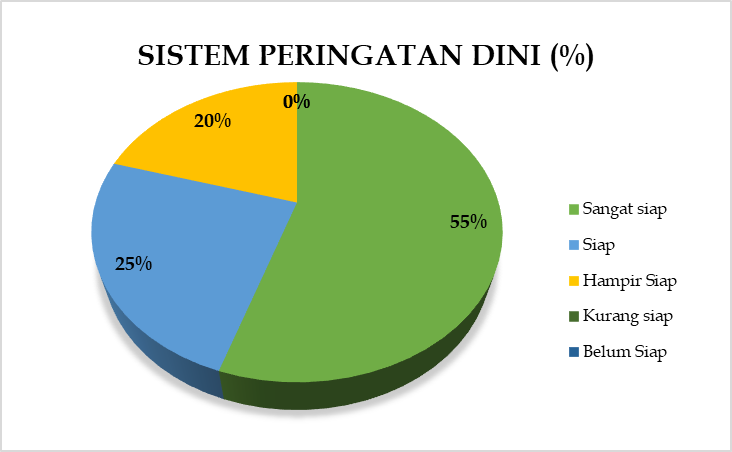 SISTEM PERINGATAN DINI (%)
0%
20%
55%
25%
Sangat siap
Siap
Hampir Siap
Kurang siap
Belum Siap